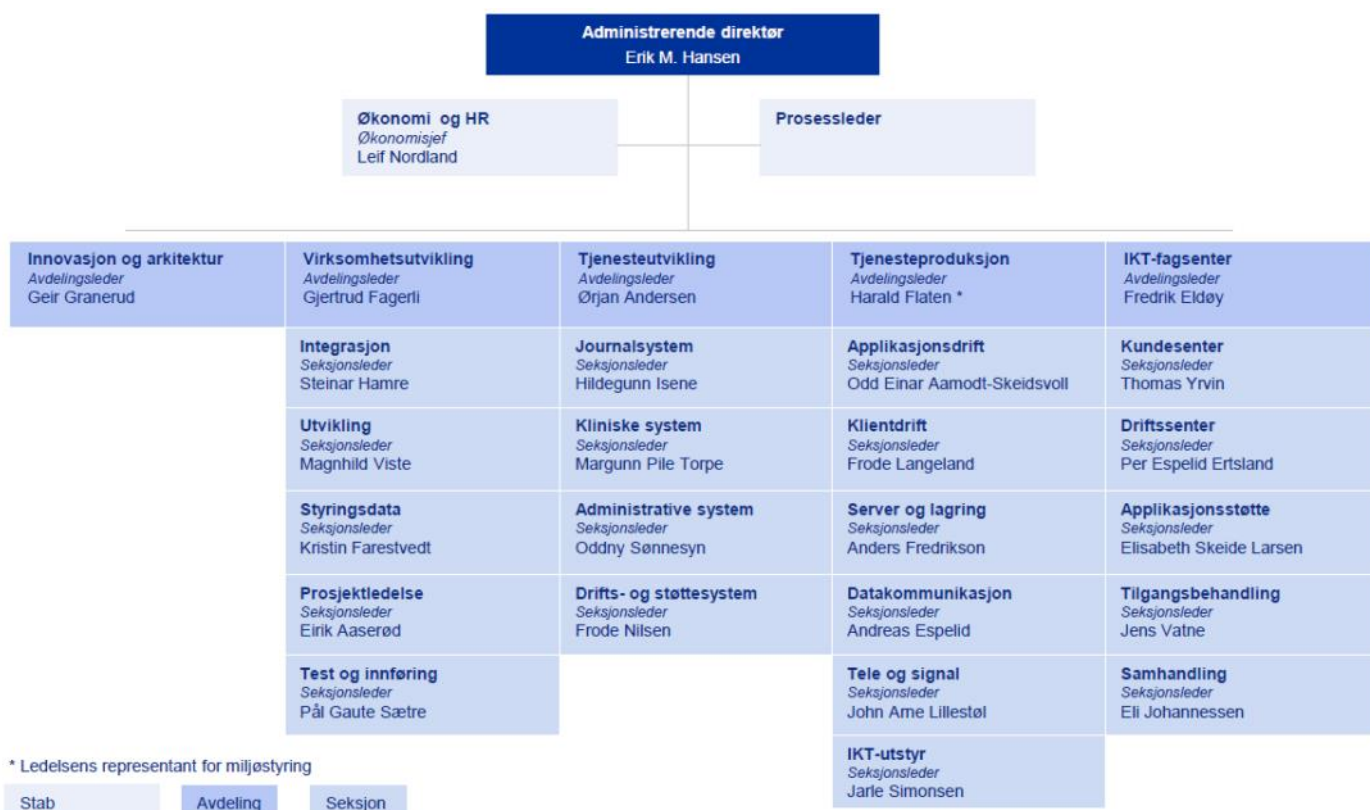 Administrerende direktør
Erik M. Hansen
Økonomi og HR
Økonomisjef
Leif Nordland
Prosessleder
Innovasjon og arkitektur
Avdelingsleder
Geir Granerud
Virksomhetsutvikling
Avdelingsleder
Gjertrud Fagerli
Tjenesteutvikling
Avdelingsleder
Ørjan Andersen
Tjenesteproduksjon
Avdelingsleder
Harald Flaten *
IKT-fagsenter
Avdelingsleder
Fredrik Eldøy
Integrasjon
Seksjonsleder
Steinar Hamre
Journalsystem
Seksjonsleder
Hildegunn Isene
Applikasjonsdrift
Seksjonsleder
Odd Einar Aamodt-Skeidsvoll
Kundesenter
Seksjonsleder
Thomas Yrvin
Utvikling
Seksjonsleder
Magnhild Viste
Kliniske system
Seksjonsleder
Margunn Pile Torpe
Klientdrift
Seksjonsleder
Frode Langeland
Driftssenter
Seksjonsleder
Per Espelid Ertsland
Styringsdata
Seksjonsleder
Kristin Farestvedt
Administrative system
Seksjonsleder
Oddny Sønnesyn
Server og lagring
Seksjonsleder
Anders Fredrikson
Applikasjonsstøtte
Seksjonsleder
Elisabeth Skeide Larsen
Prosjektledelse
Seksjonsleder
Eirik Aaserød
Drifts- og støttesystem
Seksjonsleder
Frode Nilsen
Datakommunikasjon
Seksjonsleder
Andreas Espelid
Tilgangsbehandling
Seksjonsleder
Jens Vatne
Test og innføring
Seksjonsleder
Pål Gaute Sætre
Tele og signal
Seksjonsleder
John Arne Lillestøl
Samhandling
Seksjonsleder
Eli Johannessen
IKT-utstyr
Seksjonsleder
Jarle Simonsen
* Ledelsens representant for miljøstyring
Stab
Avdeling
Seksjon